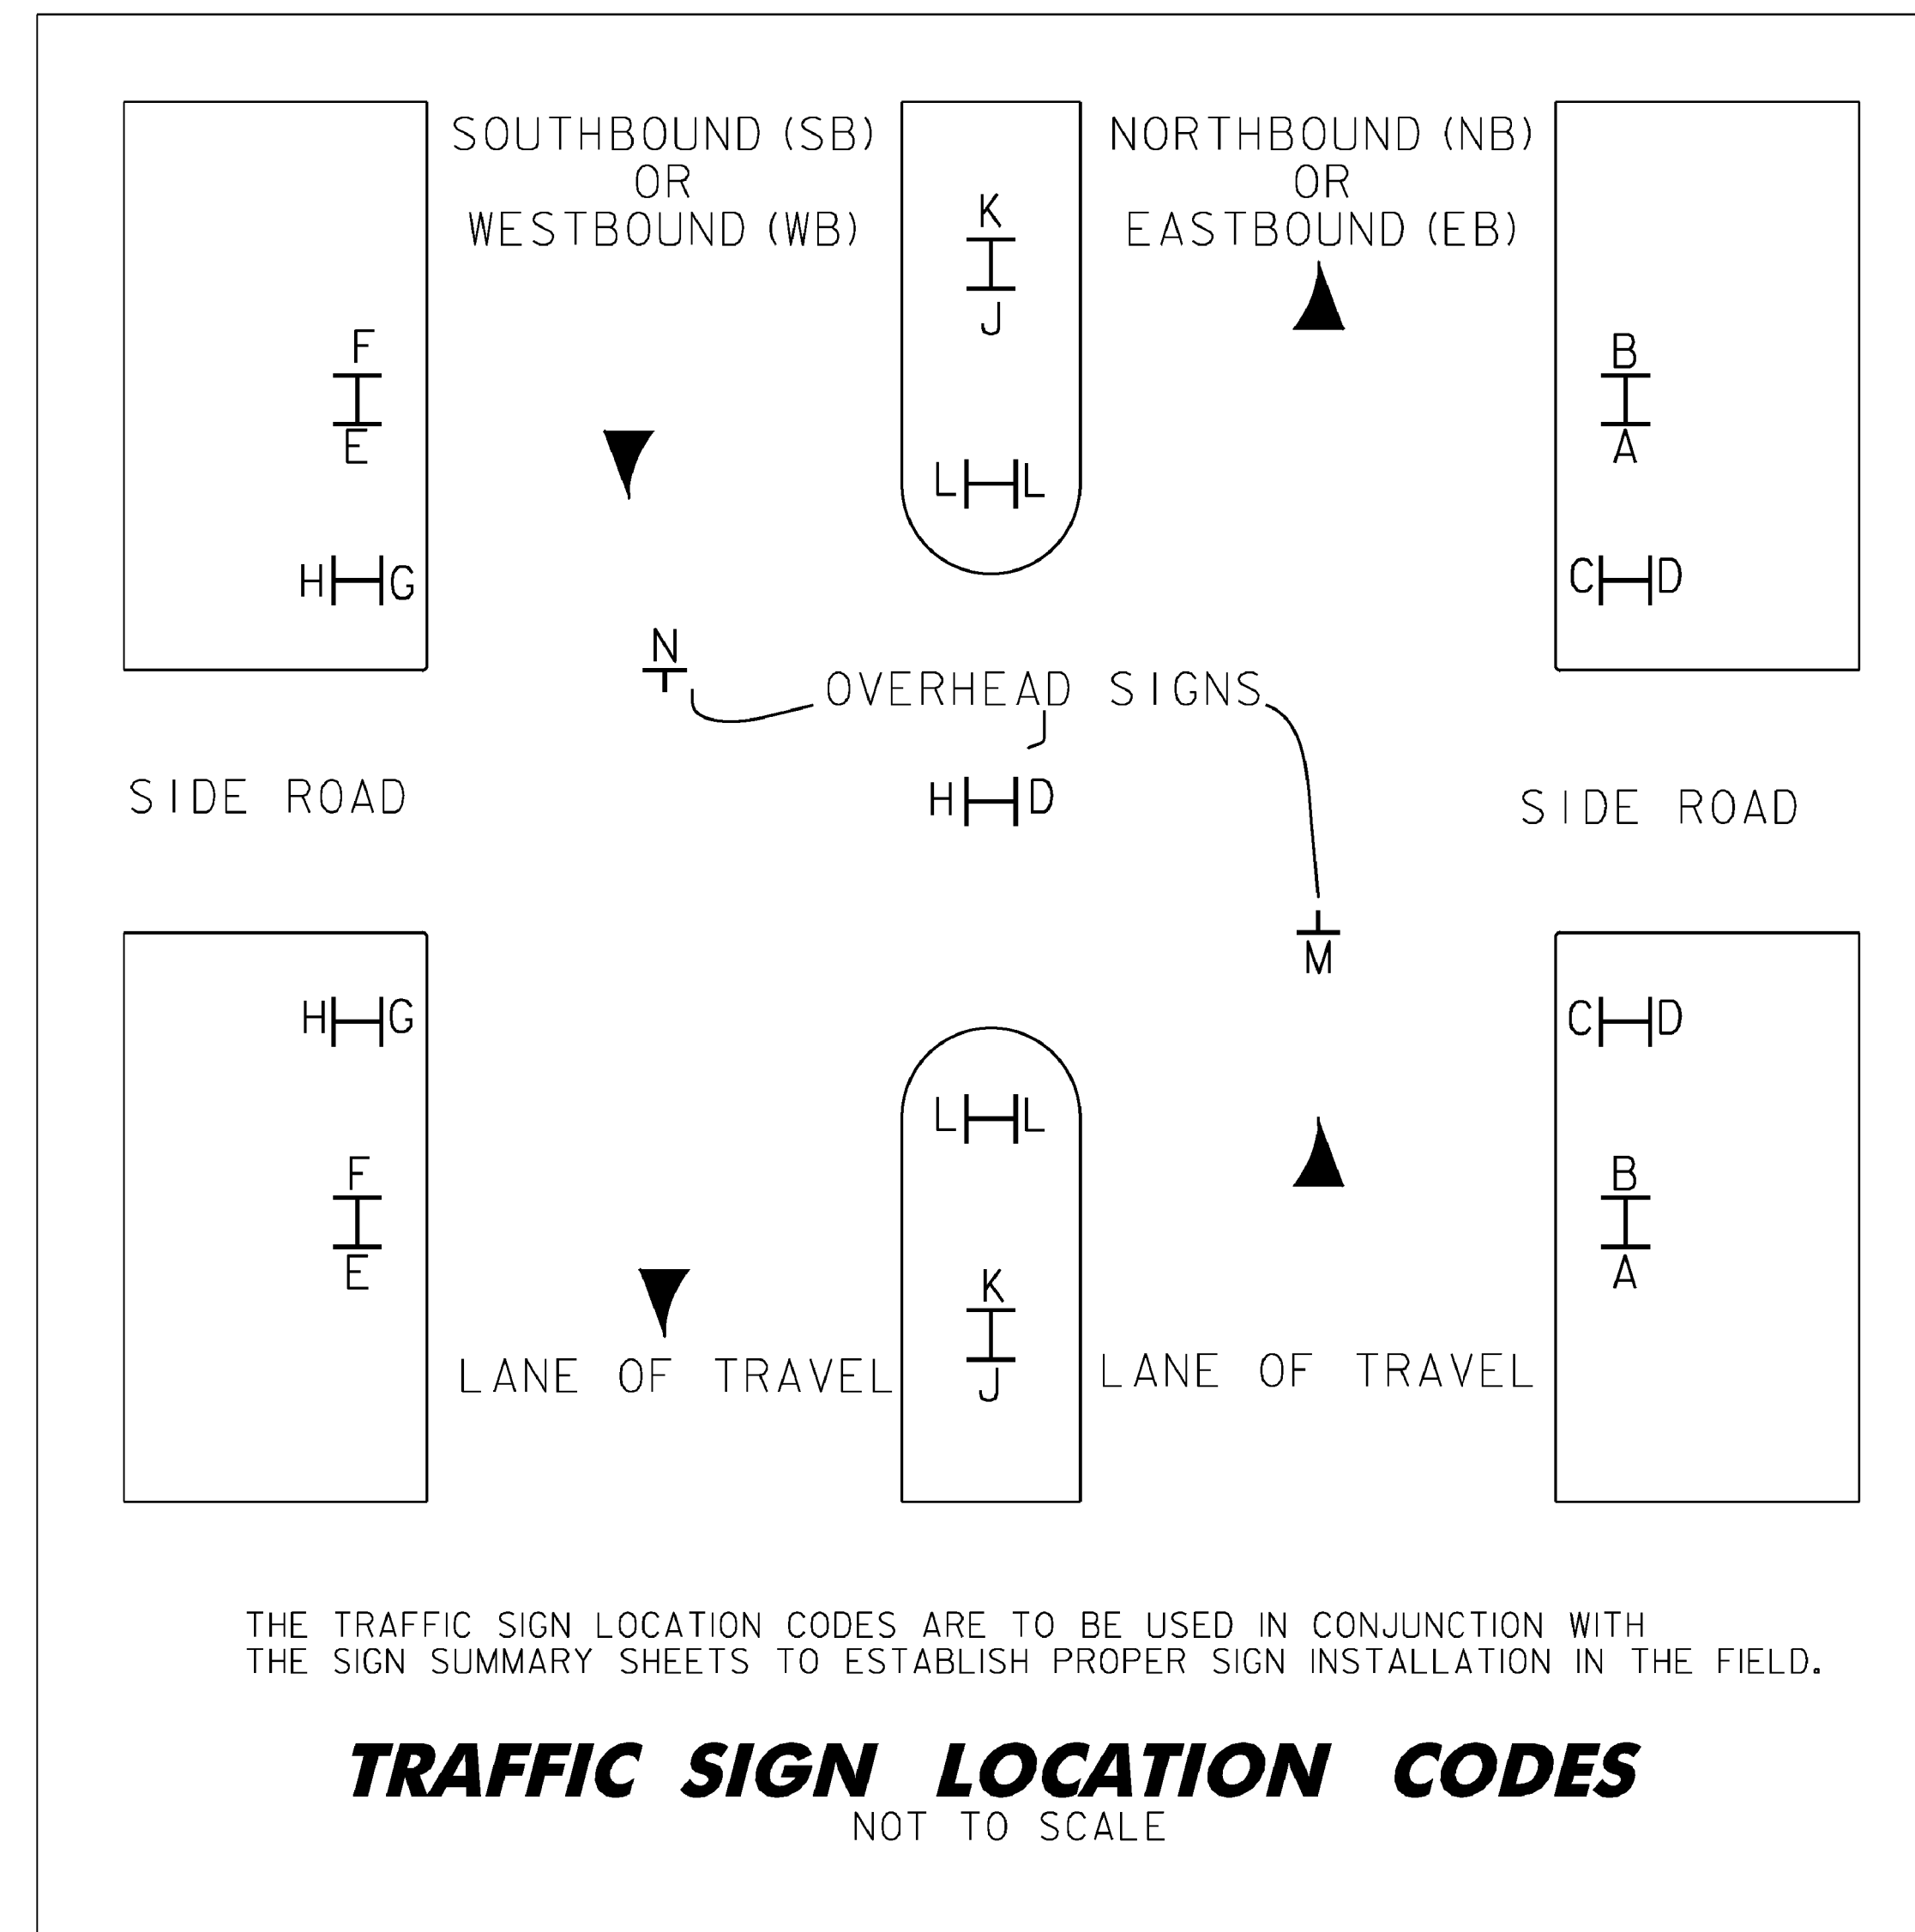 SOUTHBOUND (SB)
OR
WESTBOUND (WB)
NORTHBOUND (NB)
OR
EASTBOUND (EB)
K
J
F
E
B
A
L L
H G
C D
N
OVERHEAD SIGNS
SIDE ROAD
H D
SIDE ROAD
M
H G
C D
L L
F
E
B
A
K
J
LANE OF TRAVEL
LANE OF TRAVEL
THE TRAFFIC SIGN LOCATION CODES ARE TO BE USED IN CONJUNCTION WITH
THE SIGN SUMMARY SHEETS TO ESTABLISH PROPER SIGN INSTALLATION IN THE FIELD.
TRAFFIC SIGN LOCATION CODES
NOT TO SCALE